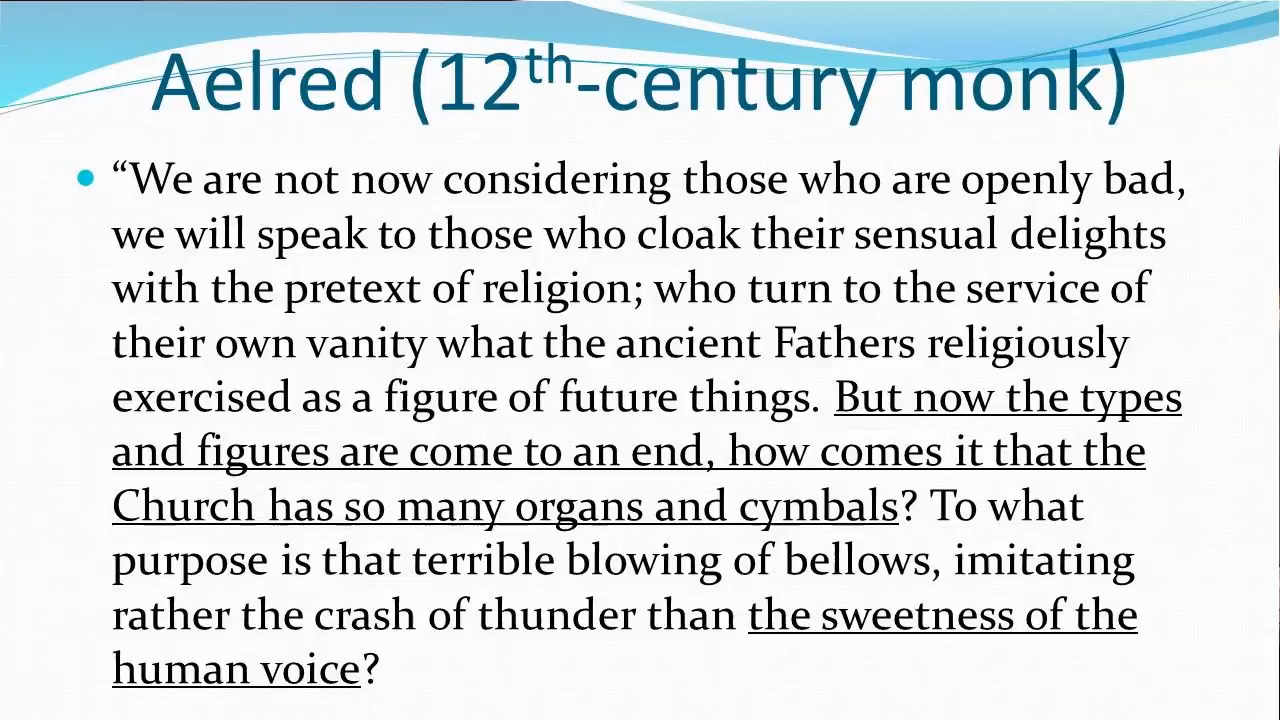 Aelred (12th-century monk)
“We are not now considering those who are openly bad,
we will speak to those who cloak their sensual delights
with the pretext of religion; who turn to the service of
their own vanity what the ancient Fathers religiously
exercised as a figure of future things. But now the types
and figures are come to an end, how comes it that the
Church has so many organs and cymbals? To what
purpose is that terrible blowing of bellows, imitating
rather the crash of thunder than the sweetness of the
human voice?